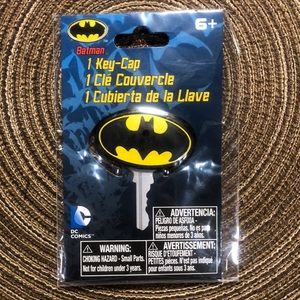 6+
Batman
1 Key-Cap
1 Clé Couvercle
1 Cubierta de la Llave
DC
COMICS
WARNING:
CHOKING HAZARD - Small Parts.
Not for children under 3 years.
ADVERTENCIA:
PELIGRO DE ASFIXIA -
Piezas pequeñas. No es para
niños menores de 3 años.
AVERTISSEMENT:
RISQUE D'ÉTOUFFEMENT -
PETITES pièces. N'est pas pour
enfants sous 3 ans.